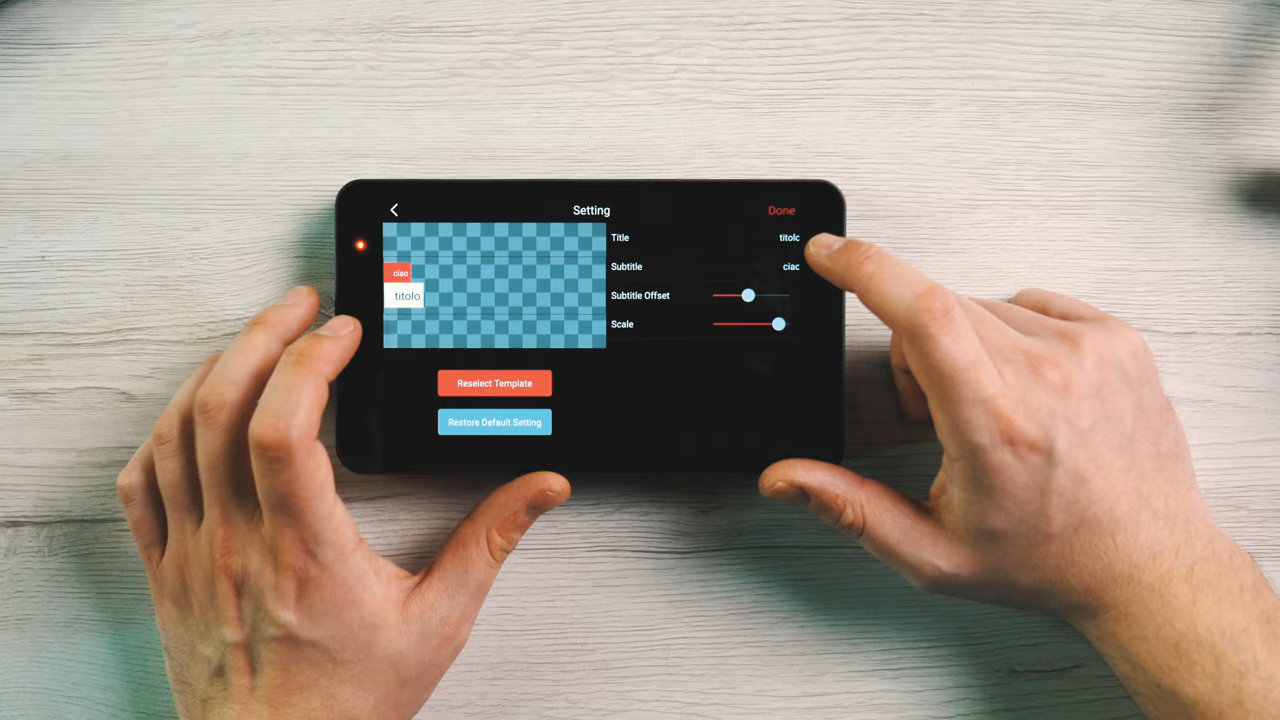 Setting
Done
Title
titolc
Subtitle
ciac
Subtitle Offset
Scale
ciao
titolo
Reselect Template
Restore Default Setting